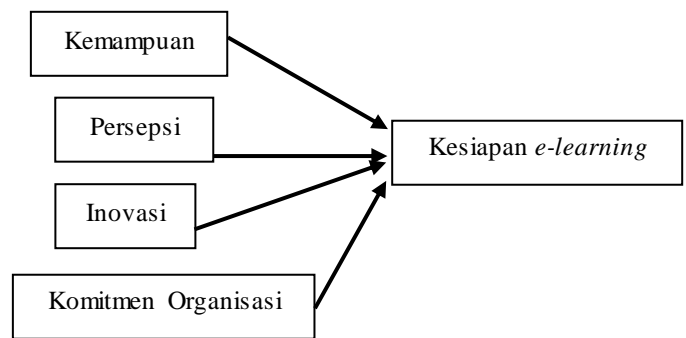 Kemampuan
Persepsi
Kesiapan e-learning
Inovasi
Komitmen Organisasi